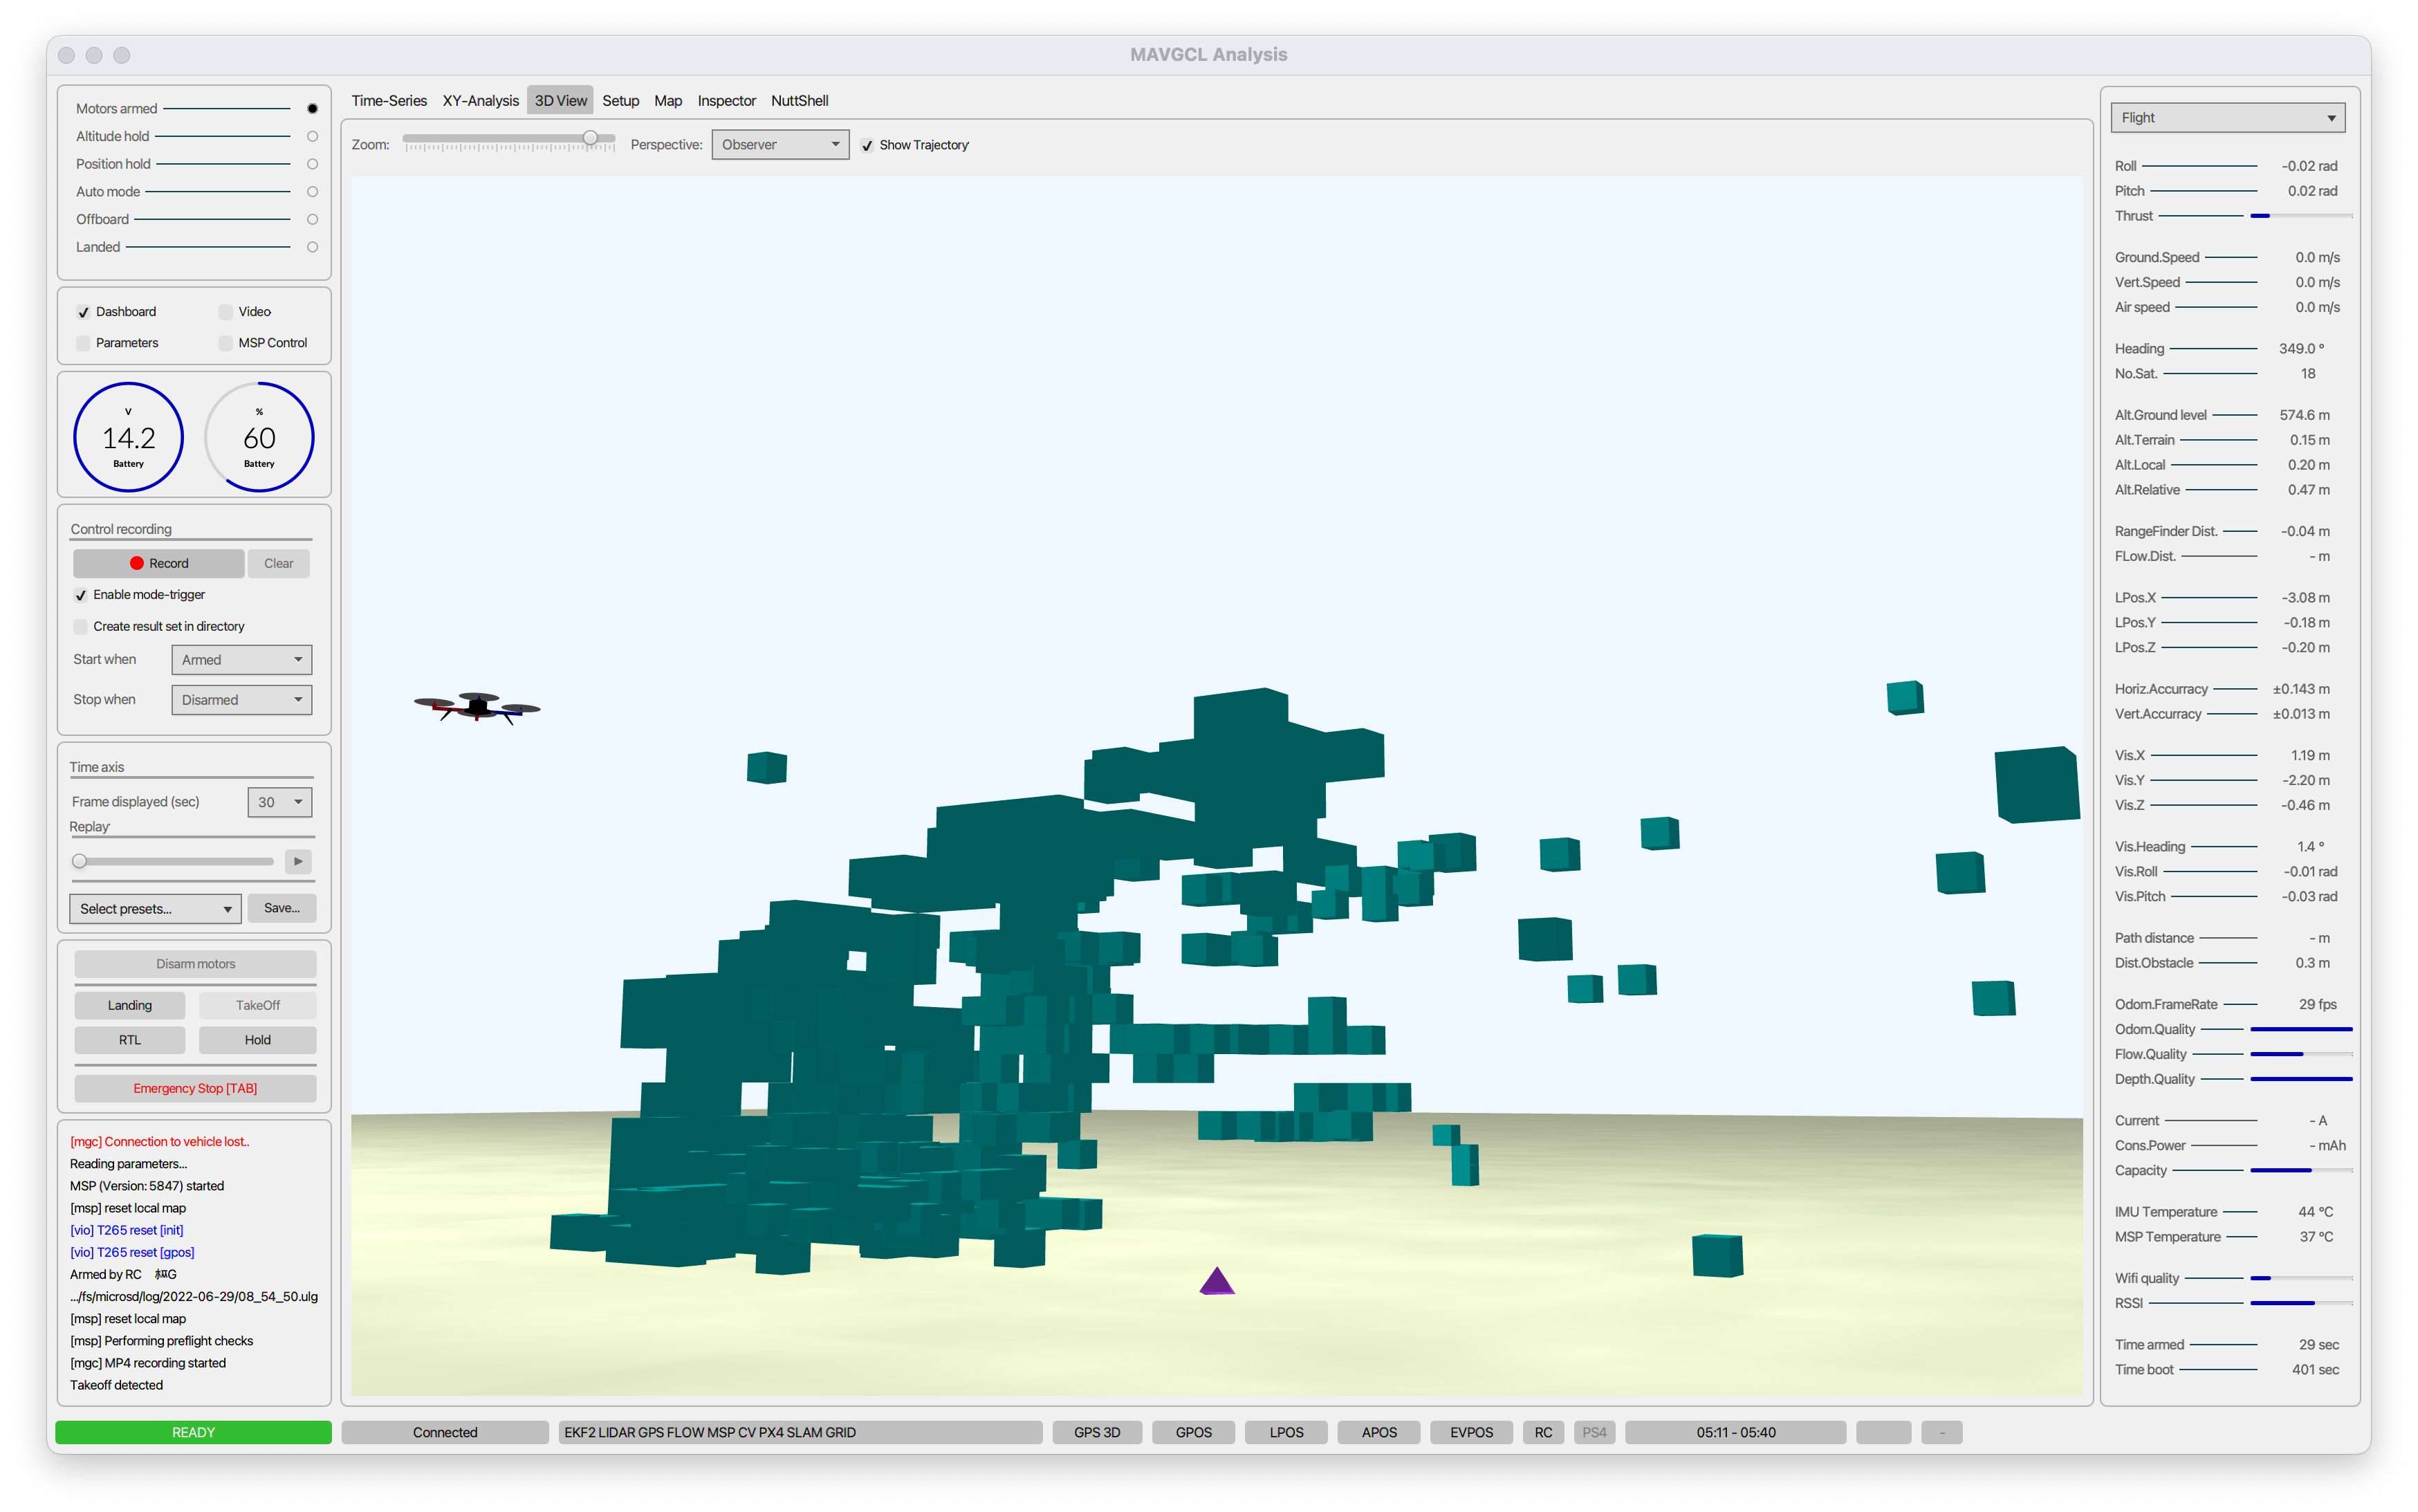 MAVGCL Analysis
Motors armed
Altitude hold
Position hold
Auto mode
Offboard
Landed
Dashboard
Video
Parameters
MSP Control
V
14.2
Battery
%
60
Battery
Control recording
Record
Clear
Enable mode-trigger
Create result set in directory
Start when
Armed
Stop when
Disarmed
Time axis
Frame displayed (sec)
30
Replay
Select presets...
Save...
Disarm motors
Landing
TakeOff
RTL
Hold
Emergency Stop [TAB]
[mgc] Connection to vehicle lost..
Reading parameters...
MSP (Version: 5847) started
[msp] reset local map
[vio] T265 reset [init]
[vio] T265 reset [gpos]
Armed by RC
.../fs/microsd/log/2022-06-29/08_54_50.ulg
[msp] reset local map
[msp] Performing preflight checks
[mgc] MP4 recording started
Takeoff detected
Time-Series XY-Analysis 3D View Setup Map Inspector NuttShell
Zoom:
Perspective:
Observer
Show Trajectory
Flight
Roll -0.02 rad
Pitch 0.02 rad
Thrust
Ground.Speed 0.0 m/s
Vert.Speed 0.0 m/s
Air speed 0.0 m/s
Heading 349.0 °
No.Sat. 18
Alt.Ground level 574.6 m
Alt.Terrain 0.15 m
Alt.Local 0.20 m
Alt.Relative 0.47 m
RangeFinder Dist. -0.04 m
FLow.Dist. - m
LPos.X -3.08 m
LPos.Y -0.18 m
LPos.Z -0.20 m
Horiz.Accurracy ±0.143 m
Vert.Accurracy ±0.013 m
Vis.X 1.19 m
Vis.Y -2.20 m
Vis.Z -0.46 m
Vis.Heading 1.4 °
Vis.Roll -0.01 rad
Vis.Pitch -0.03 rad
Path distance - m
Dist.Obstacle 0.3 m
Odom.FrameRate 29 fps
Odom.Quality
Flow.Quality
Depth.Quality
Current - A
Cons.Power - mAh
Capacity
IMU Temperature 44 °C
MSP Temperature 37 °C
Wifi quality
RSSI
Time armed 29 sec
Time boot 401 sec
READY
Connected
EKF2 LIDAR GPS FLOW MSP CV PX4 SLAM GRID
GPS 3D
GPOS
LPOS
APOS
EVPOS
RC
PS4
05:11 - 05:40
-